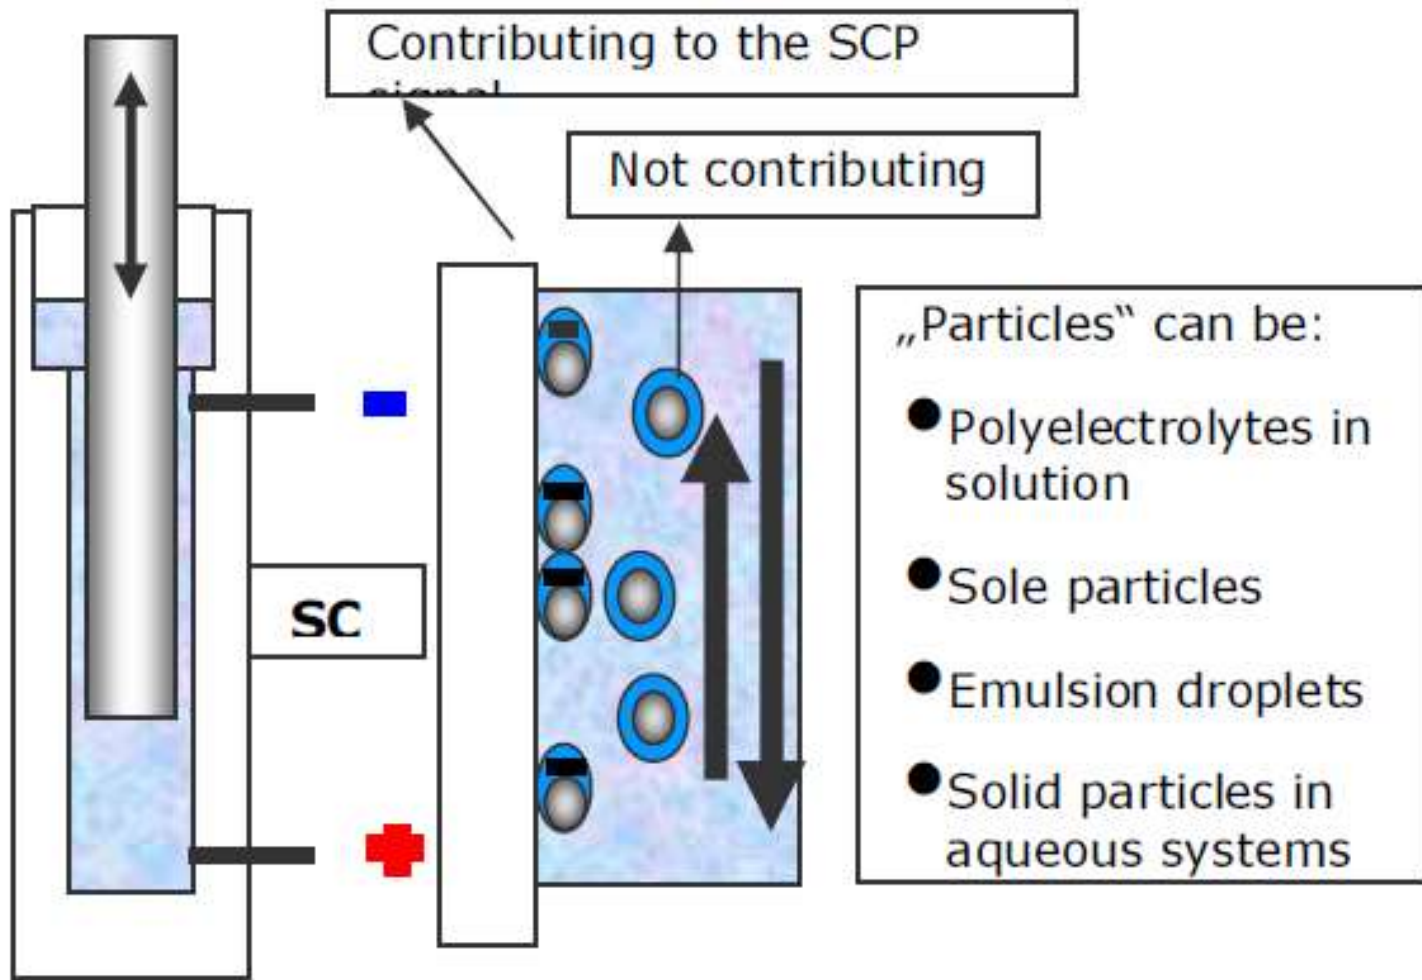 Contributing to the SCP
Not contributing
„Particles“ can be:
Polyelectrolytes in
solution
Sole particles
Emulsion droplets
Solid particles in
aqueous systems
SC